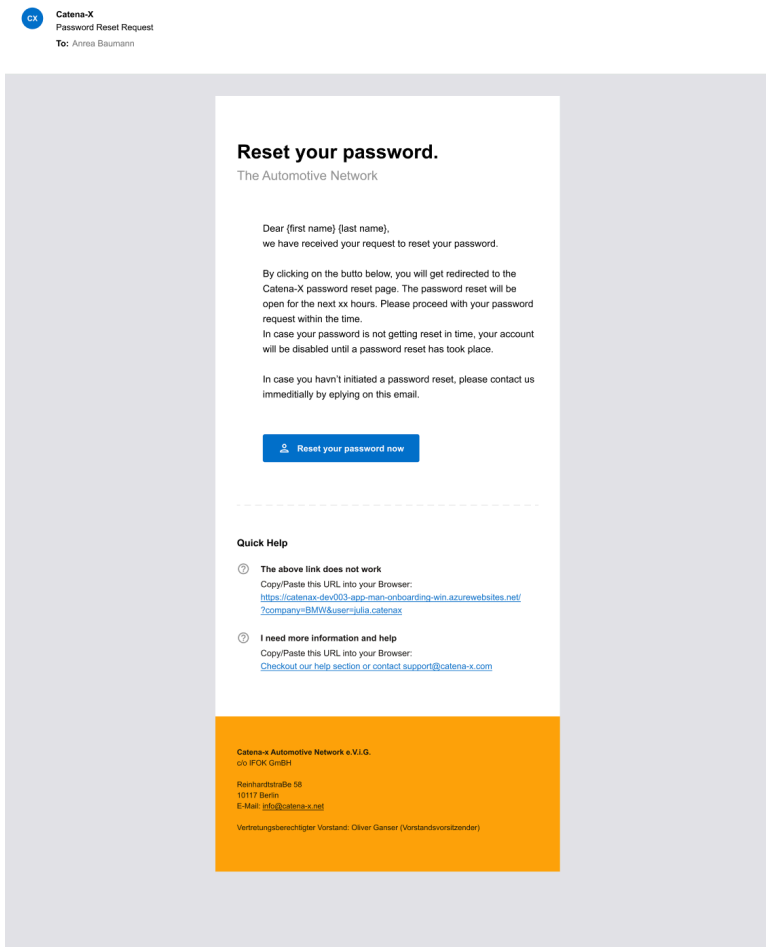 CX
Catena-X
Password Reset Request
To: Anrea Baumann
Reset your password.
The Automotive Network
Dear {first name} {last name},
we have received your request to reset your password.
By clicking on the butto below, you will get redirected to the
Catena-X password reset page. The password reset will be
open for the next xx hours. Please proceed with your password
request within the time.
In case your password is not getting reset in time, your account
will be disabled until a password reset has took place.
In case you havn't initiated a password reset, please contact us
immeditially by eplying on this email.
Reset your password now
Quick Help
The above link does not work
Copy/Paste this URL into your Browser:
https://catenax-dev003-app-man-onboarding-win.azurewebsites.net/
?company=BMW&user=julia.catenax
I need more information and help
Copy/Paste this URL into your Browser:
Checkout our help section or contact support@catena-x.com
Catena-x Automotive Network e.V.i.G.
c/o IFOK GmBH
ReinhardtstraBe 58
10117 Berlin
E-Mail: info@catena-x.net
Vertretungsberechtigter Vorstand: Oliver Ganser (Vorstandsvorsitzender)